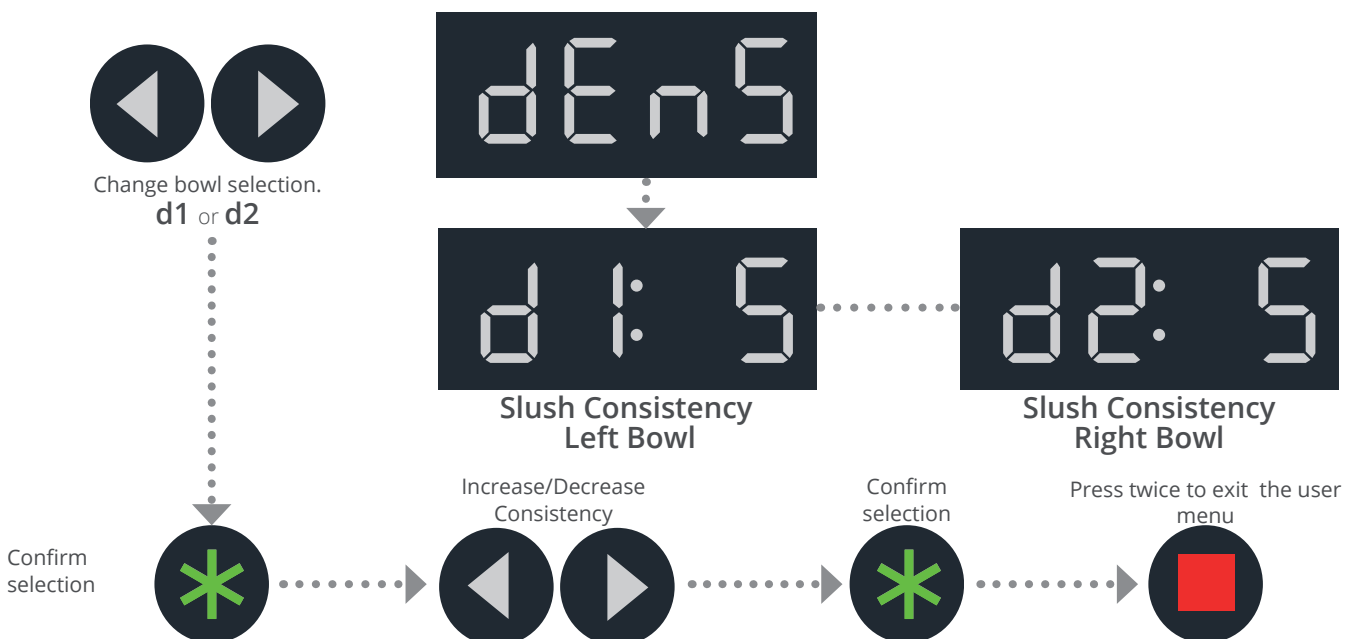 dEnS
Change bowl selection.
d1 or d2
d1: 5
d2: 5
Slush Consistency
Left Bowl
Slush Consistency
Right Bowl
Confirm
selection
Increase/Decrease
Consistency
Confirm
selection
Press twice to exit the user
menu